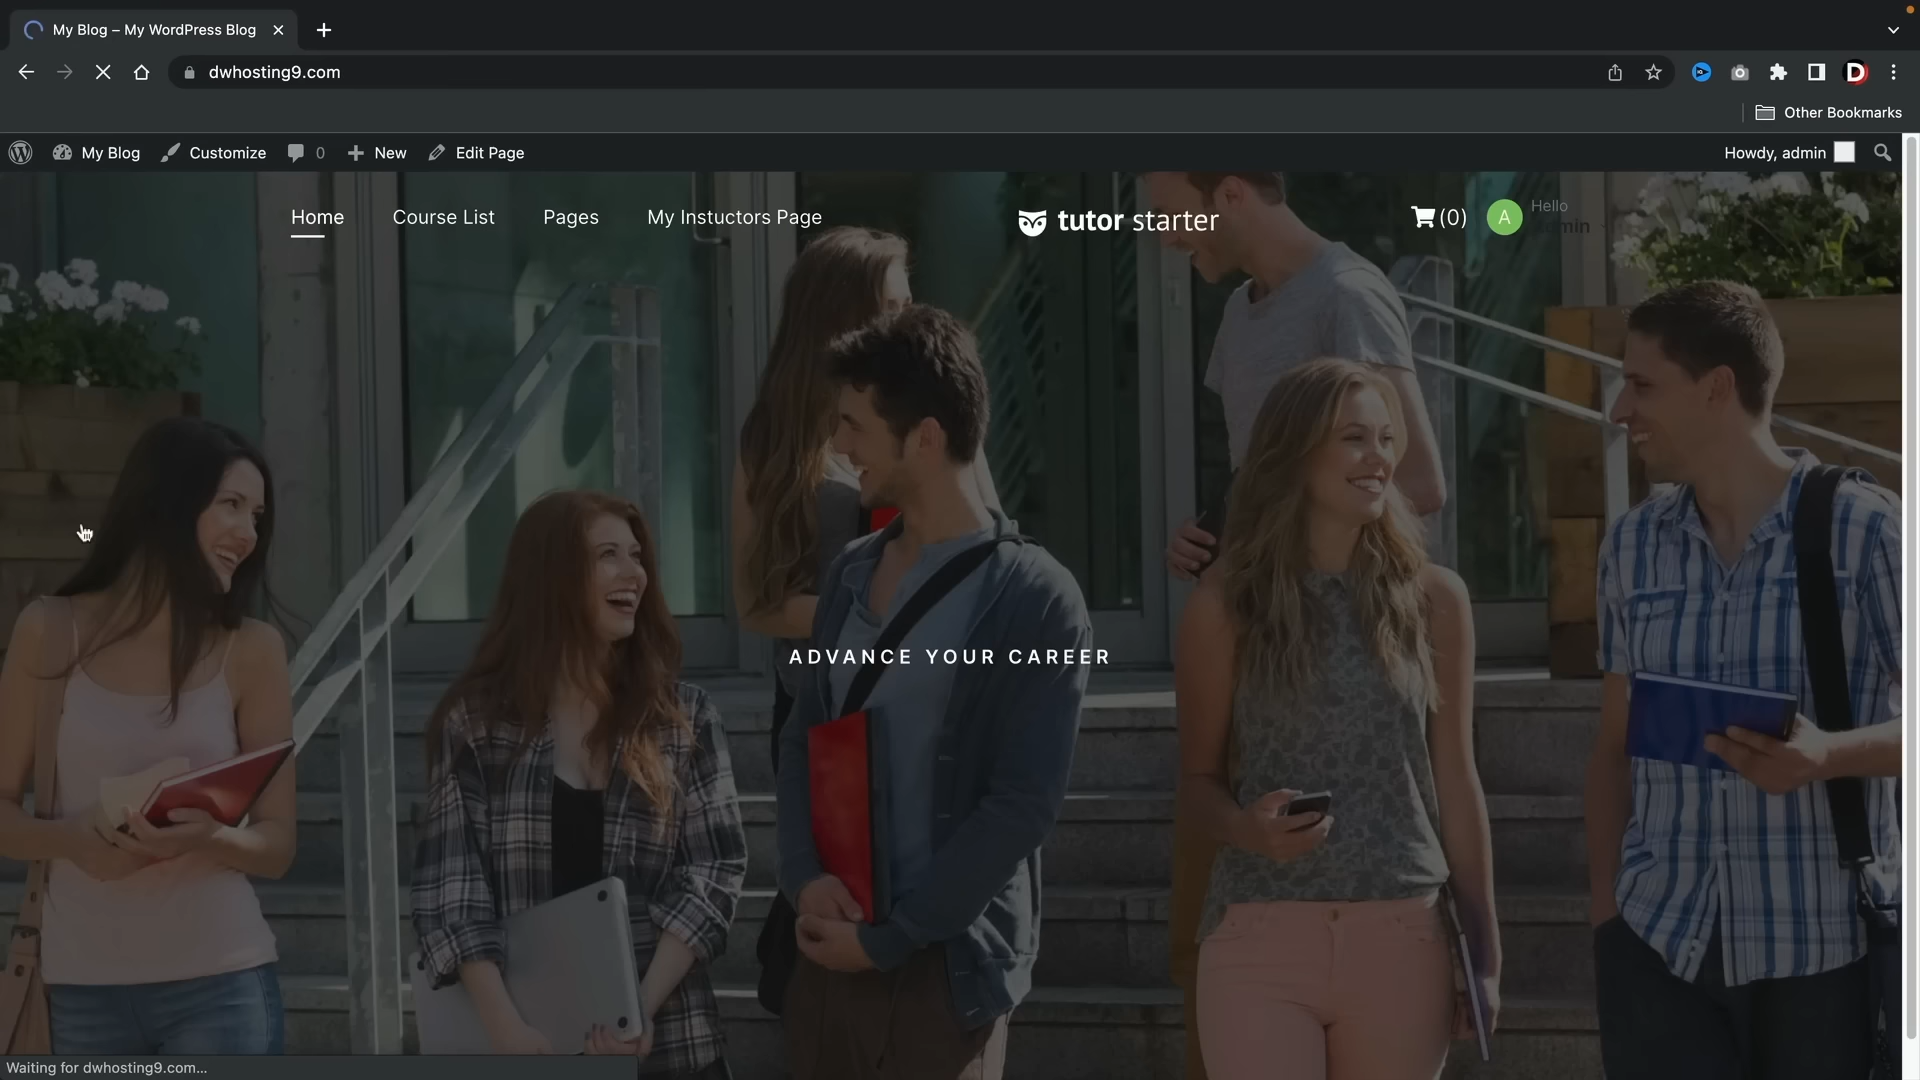 My Blog – My WordPress Blog
dwhosting9.com
Other Bookmarks
My Blog
Customize
0
New
Edit Page
Howdy, admin
Home
Course List
Pages
My Instuctors Page
tutor starter
(0)
A
Hello
admin
ADVANCE YOUR CAREER
Waiting for dwhosting9.com...